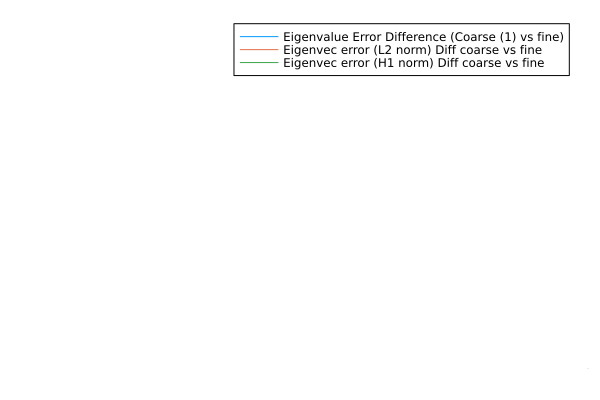 Eigenvalue Error Difference (Coarse (1) vs fine)
Eigenvec error (L2 norm) Diff coarse vs fine
Eigenvec error (H1 norm) Diff coarse vs fine